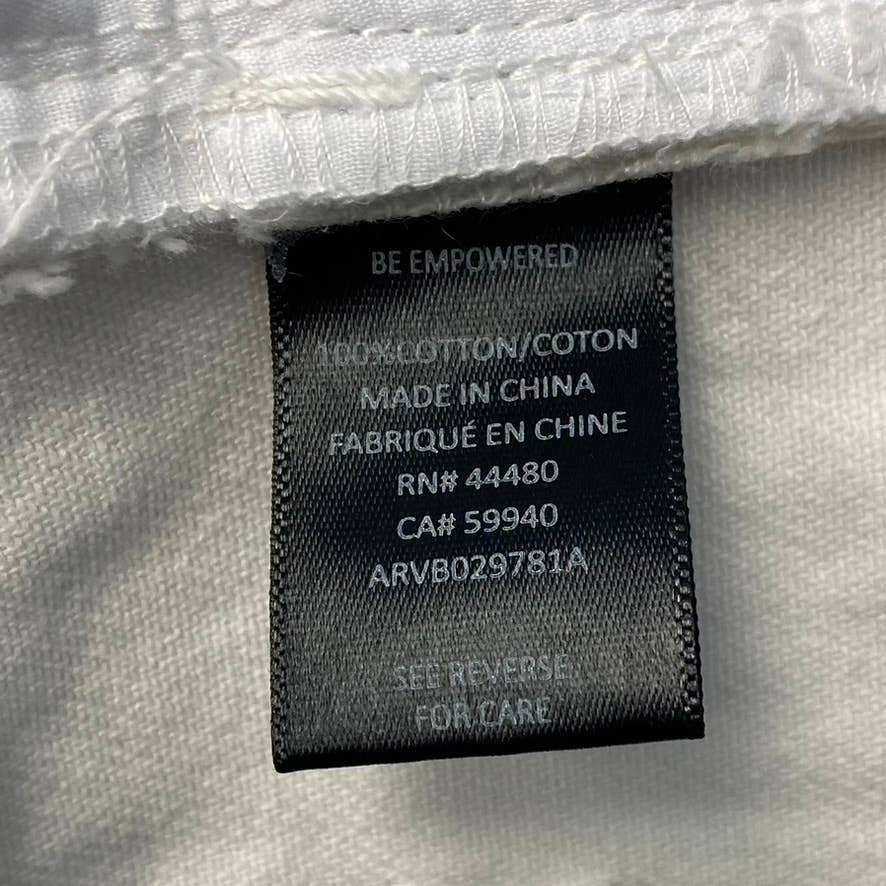 BE EMPOWERED
100% COTTON/COTON
MADE IN CHINA
FABRIQUÉ EN CHINE
RN# 44480
CA# 59940
ARVB029781A
SEE REVERSE
FOR CARE